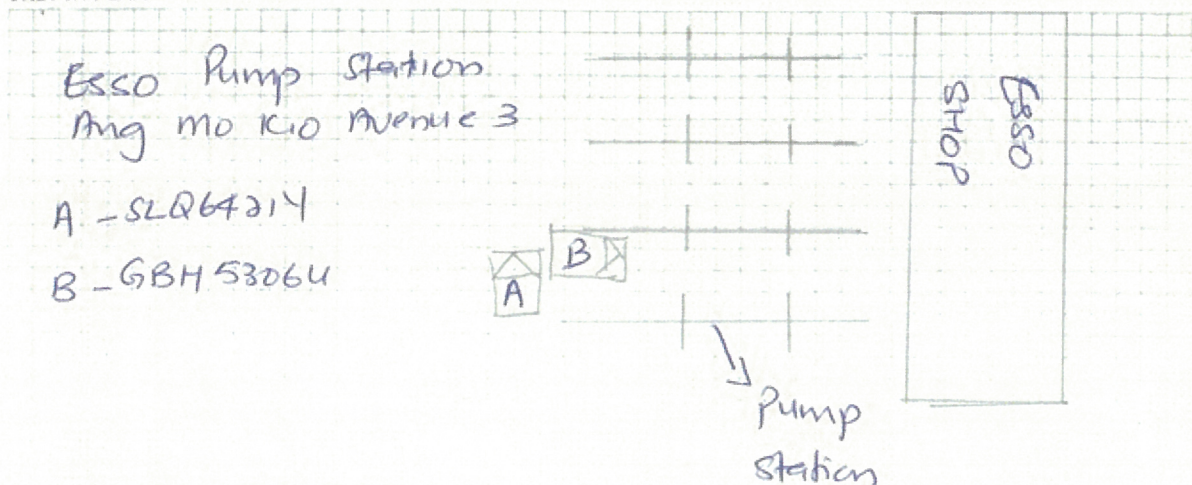 Esso Pump Station
Ang Mo Kio Avenue 3
A - SLQ6421Y
B - GBH5306U
ESSO
SHOP
B
A
Pump
Station